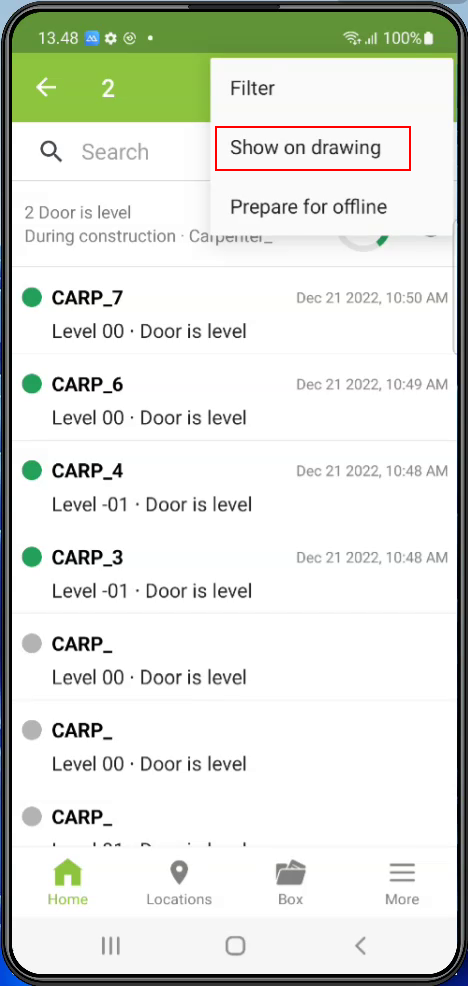 13.48
100%
2
Filter
Search
Show on drawing
Prepare for offline
2 Door is level
During construction · Carpenter_
CARP_7
Dec 21 2022, 10:50 AM
Level 00 · Door is level
CARP_6
Dec 21 2022, 10:49 AM
Level 00 · Door is level
CARP_4
Dec 21 2022, 10:48 AM
Level -01 · Door is level
CARP_3
Dec 21 2022, 10:48 AM
Level -01 · Door is level
CARP_
Level 00 · Door is level
CARP_
Level 00 · Door is level
CARP_
Home
Locations
Box
More